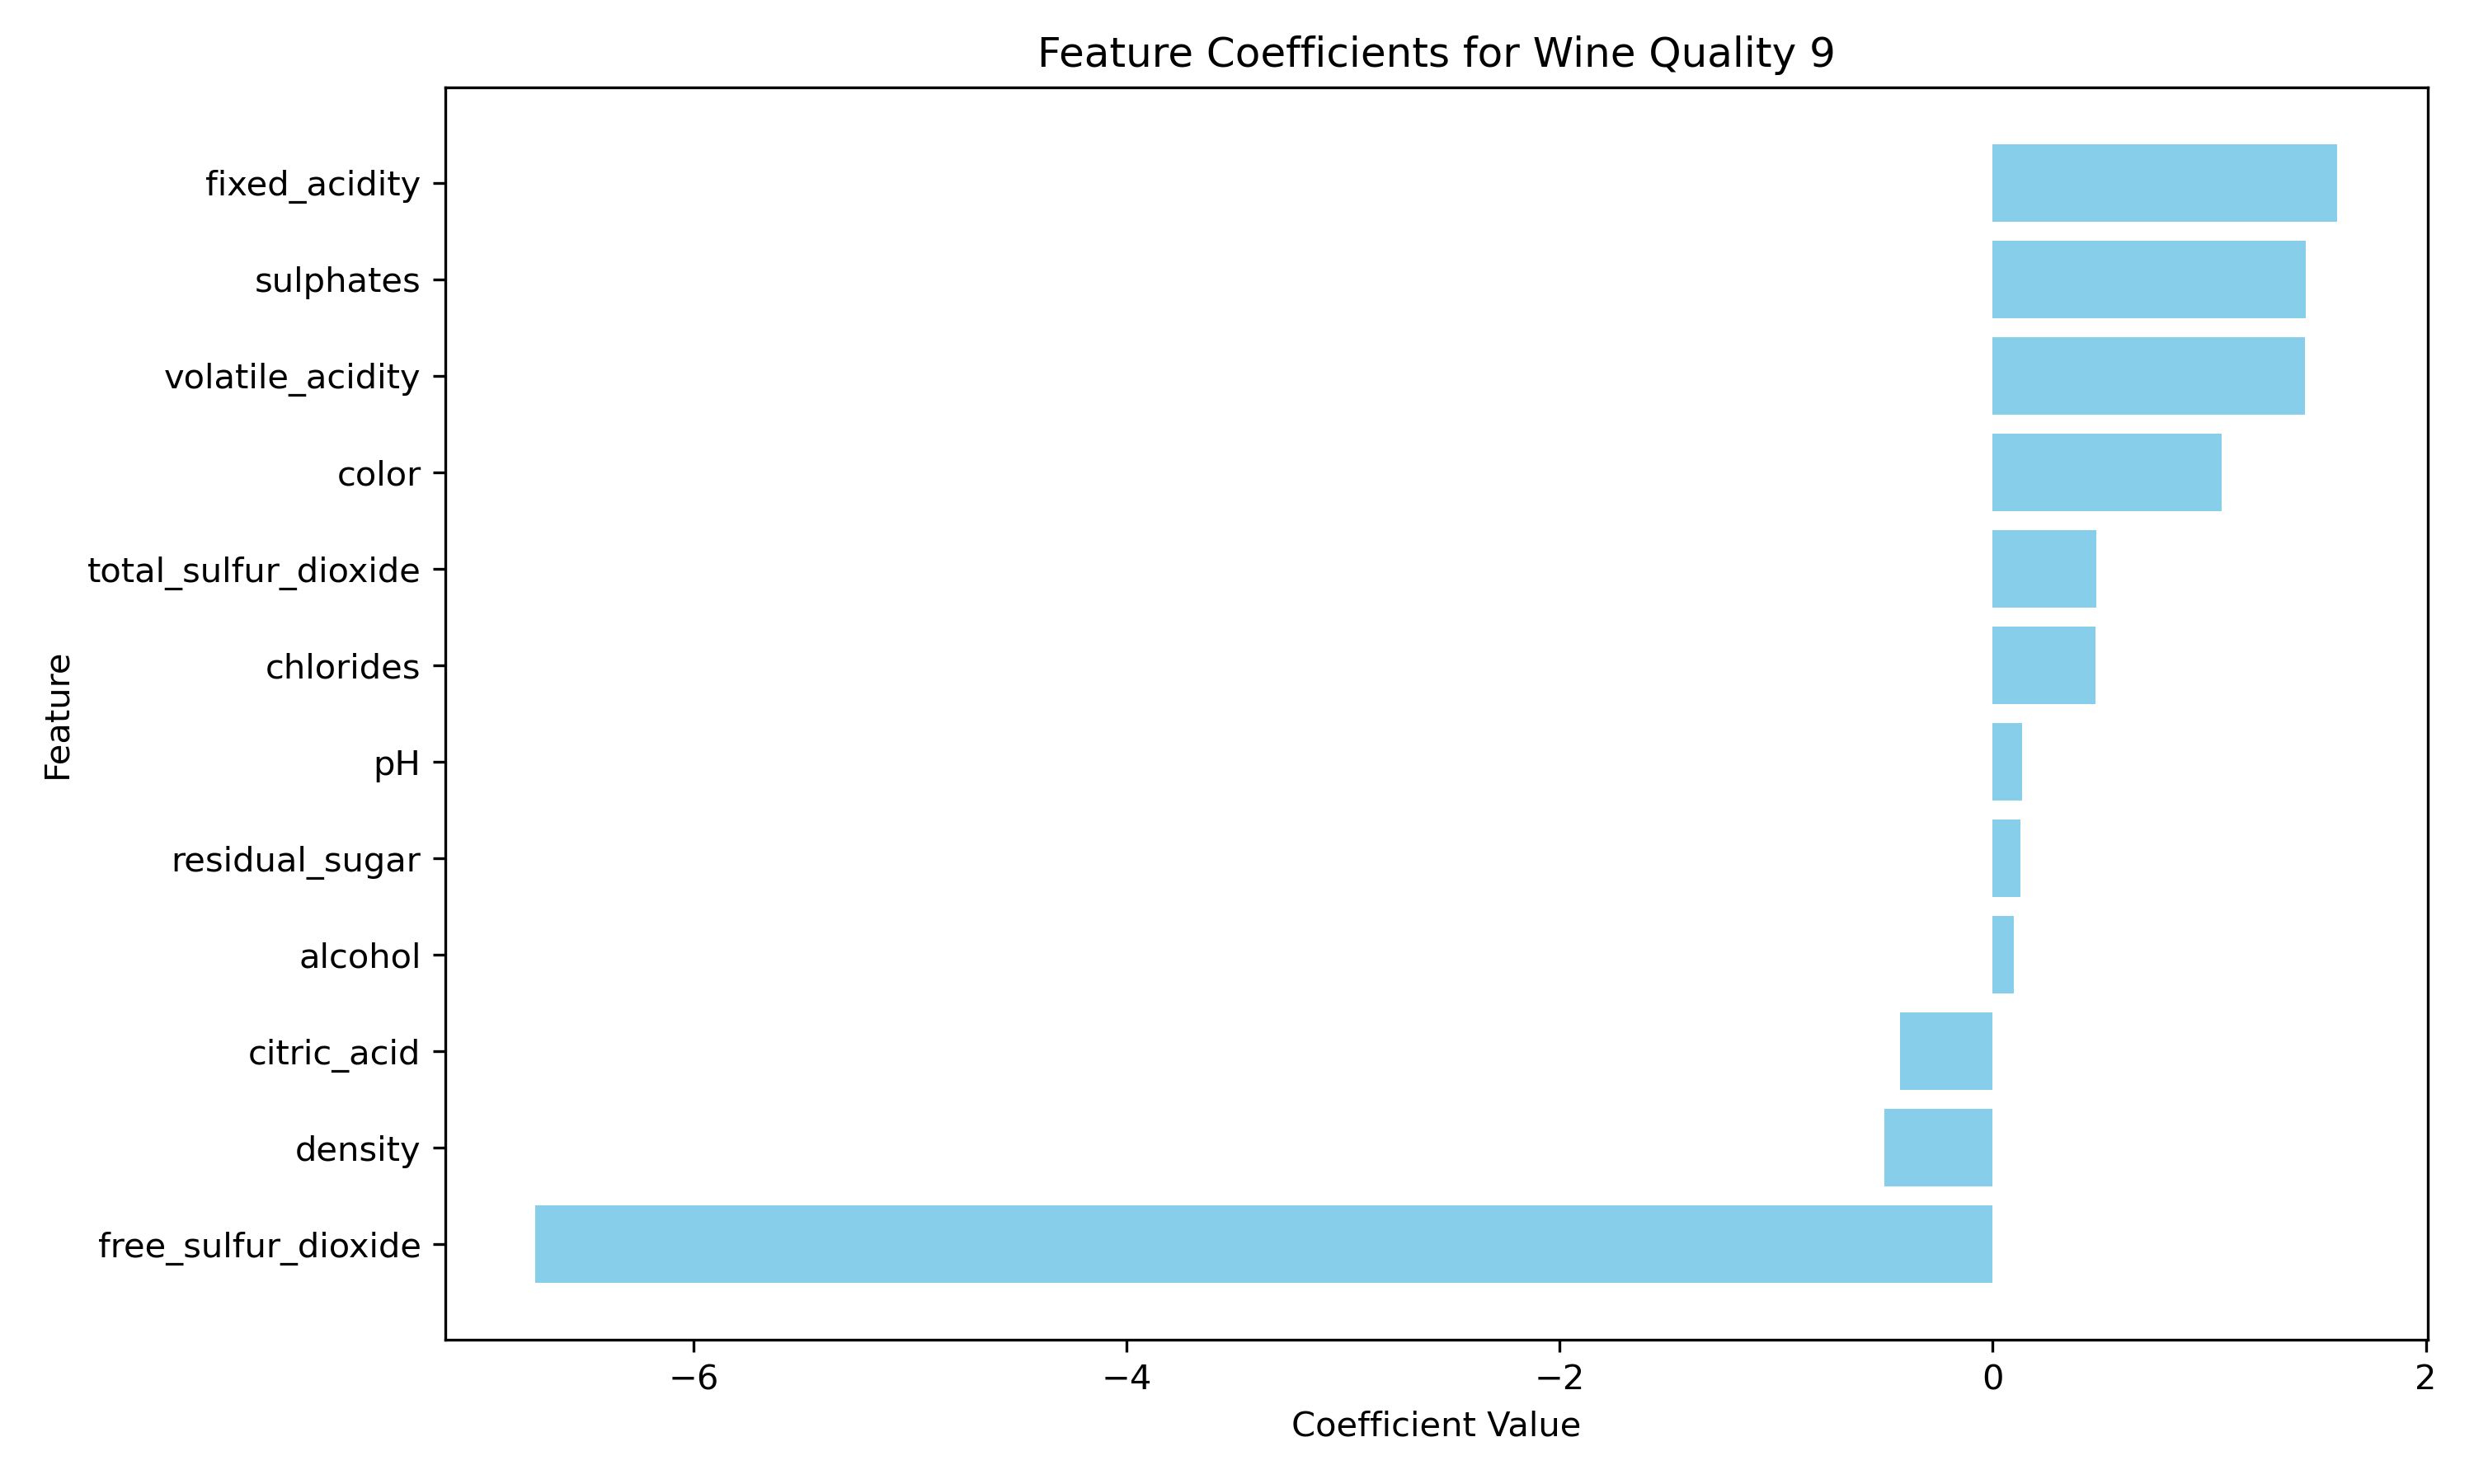 Feature Coefficients for Wine Quality 9
fixed_acidity
sulphates
volatile_acidity
color
total_sulfur_dioxide
chlorides
pH
residual_sugar
alcohol
citric_acid
density
free_sulfur_dioxide
Feature
−6 −4 −2 0 2
Coefficient Value